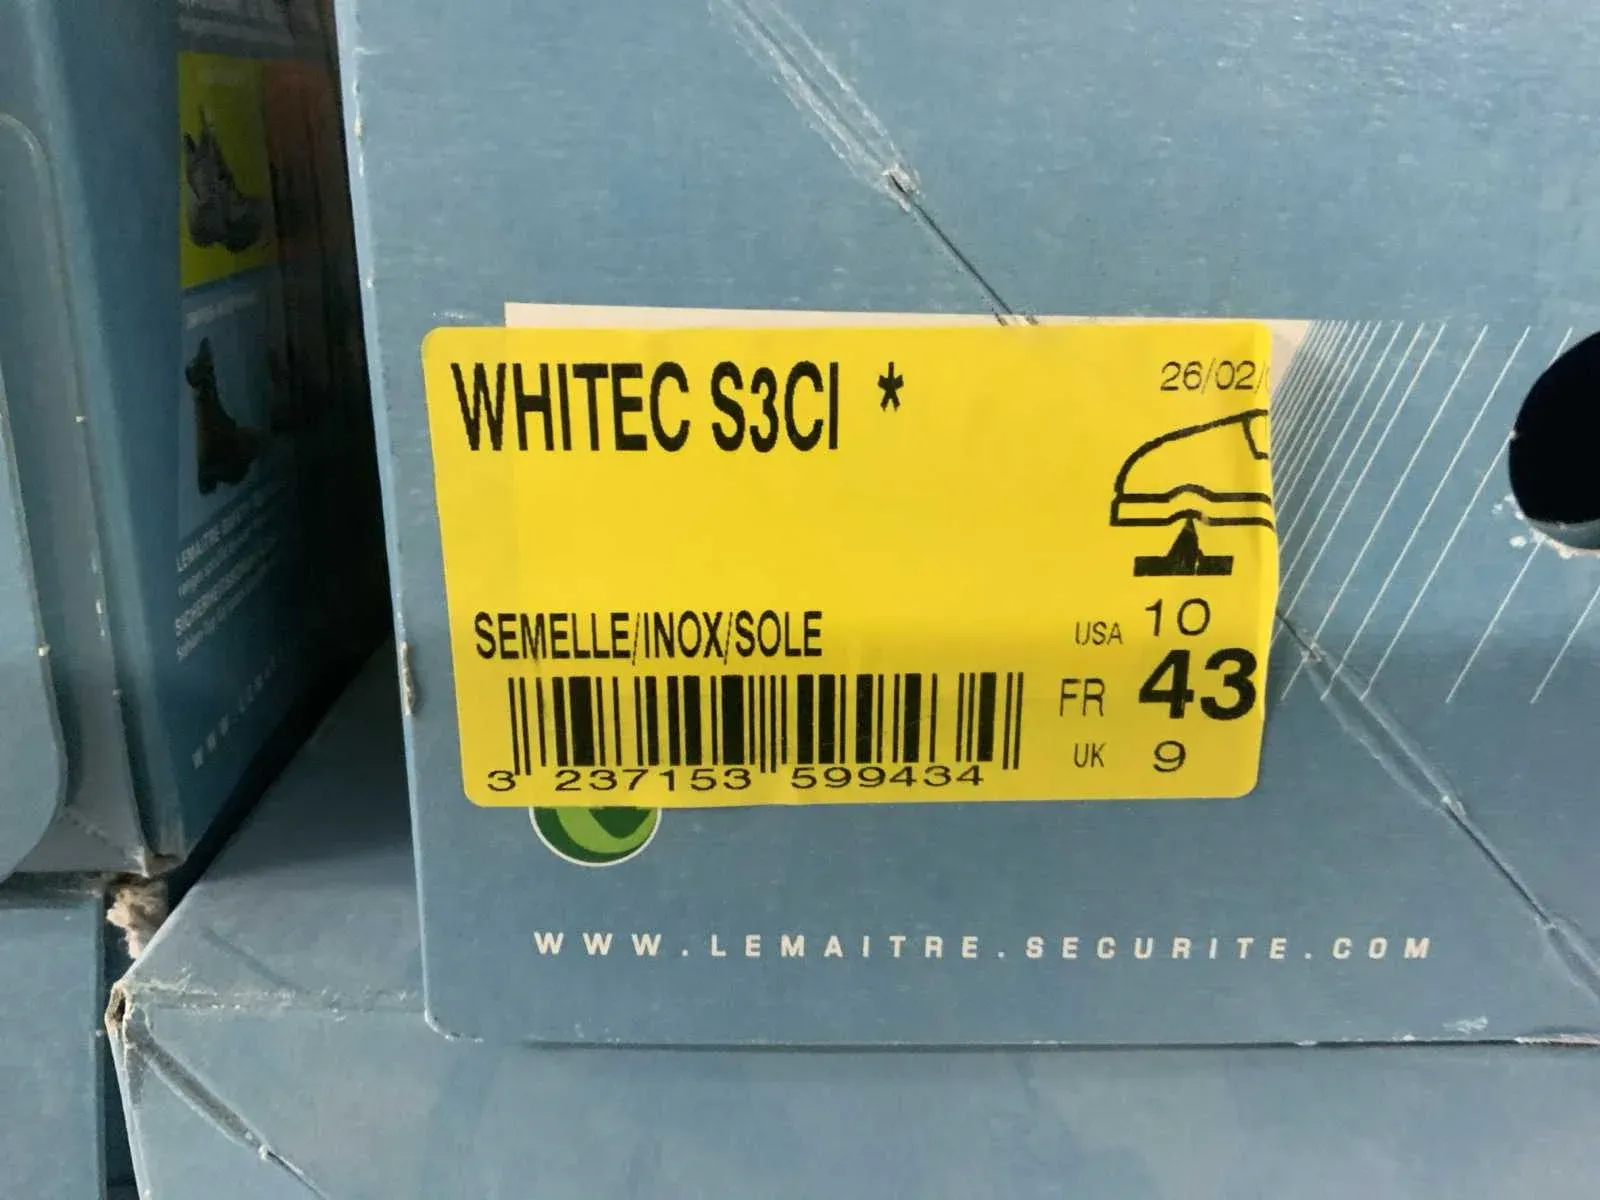 WHITEC S3CI *
26/02/
SEMELLE/INOX/SOLE
USA 10
FR 43
UK 9
3 237153 599434
WWW.LEMAITRE.SECURITE.COM
LEMAITRE